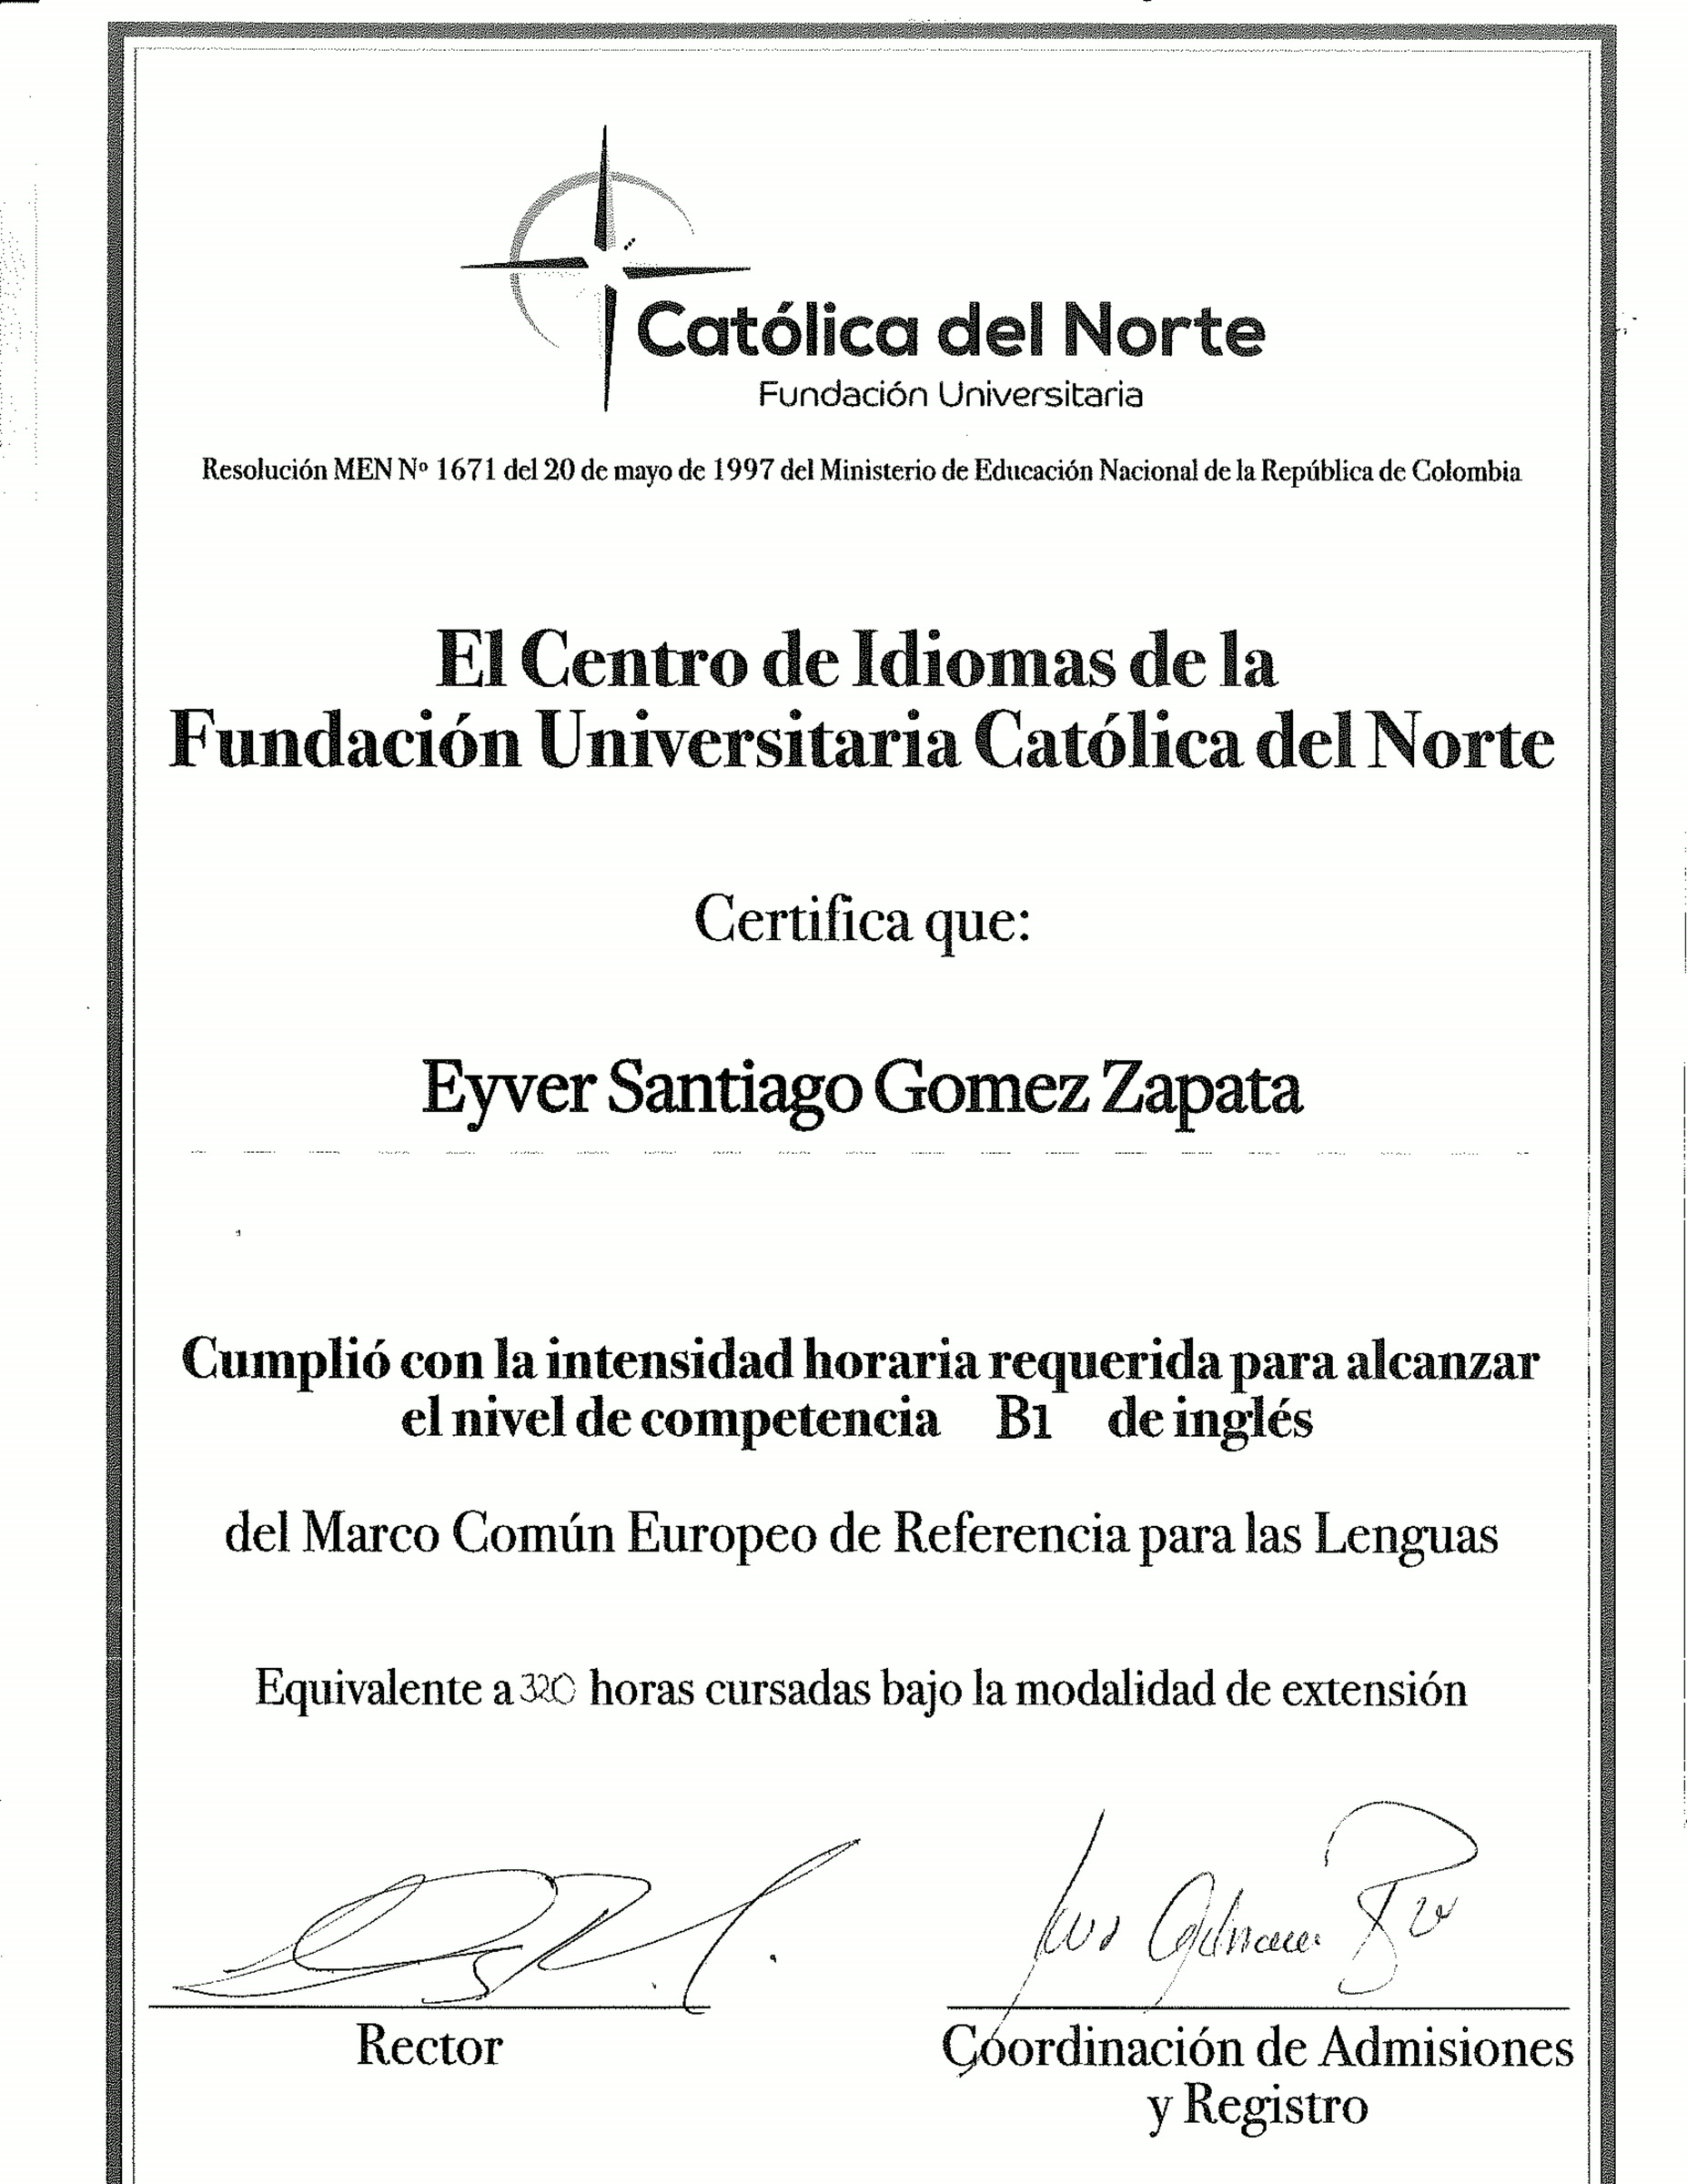 Católica del Norte
Fundación Universitaria
Resolución MEN Nº 1671 del 20 de mayo de 1997 del Ministerio de Educación Nacional de la República de Colombia
El Centro de Idiomas de la
Fundación Universitaria Católica del Norte
Certifica que:
Eyver Santiago Gomez Zapata
Cumplió con la intensidad horaria requerida para alcanzar
el nivel de competencia B1 de inglés
del Marco Común Europeo de Referencia para las Lenguas
Equivalente a 320 horas cursadas bajo la modalidad de extensión
Rector
Coordinación de Admisiones
y Registro